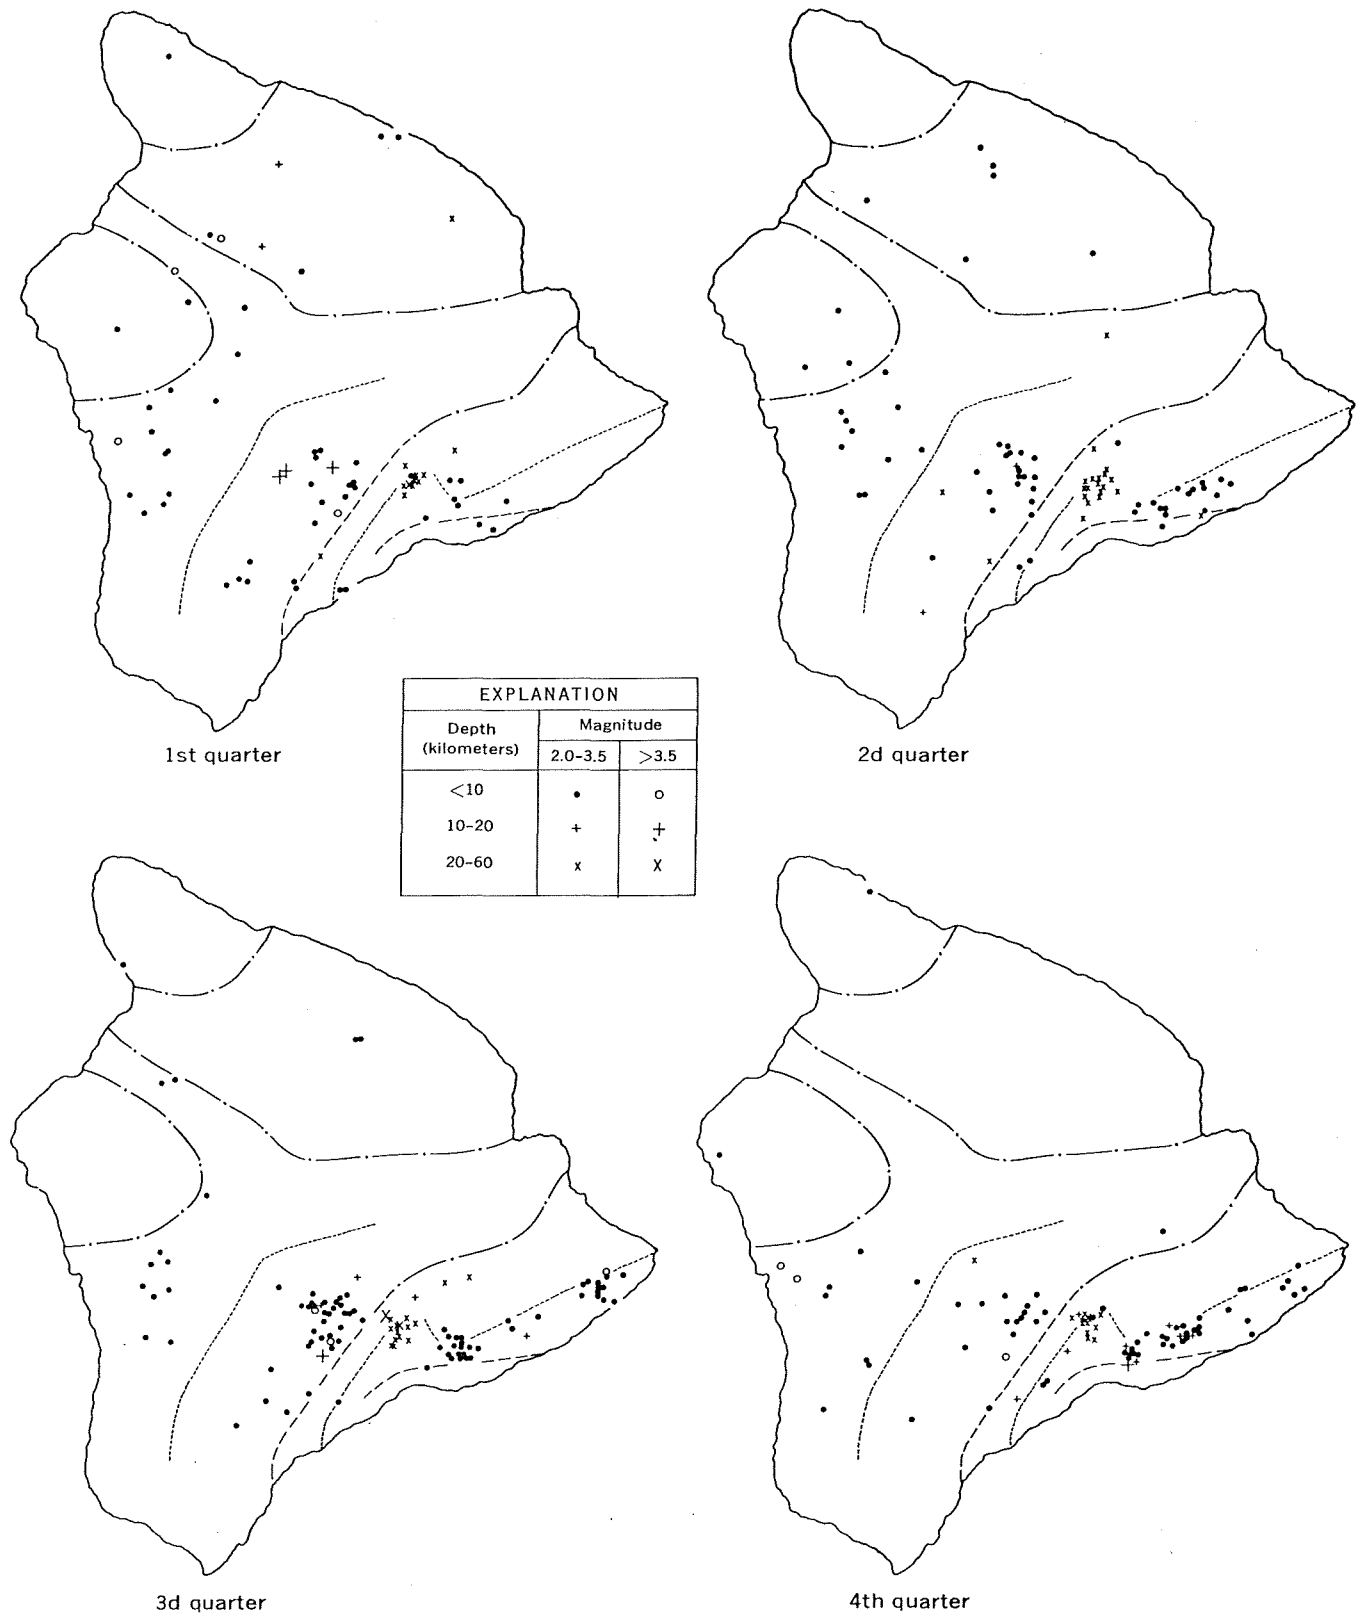 1st quarter
2d quarter
EXPLANATION
Depth
(kilometers)
Magnitude
2.0-3.5
>3.5
<10
10-20
20-60
3d quarter
4th quarter